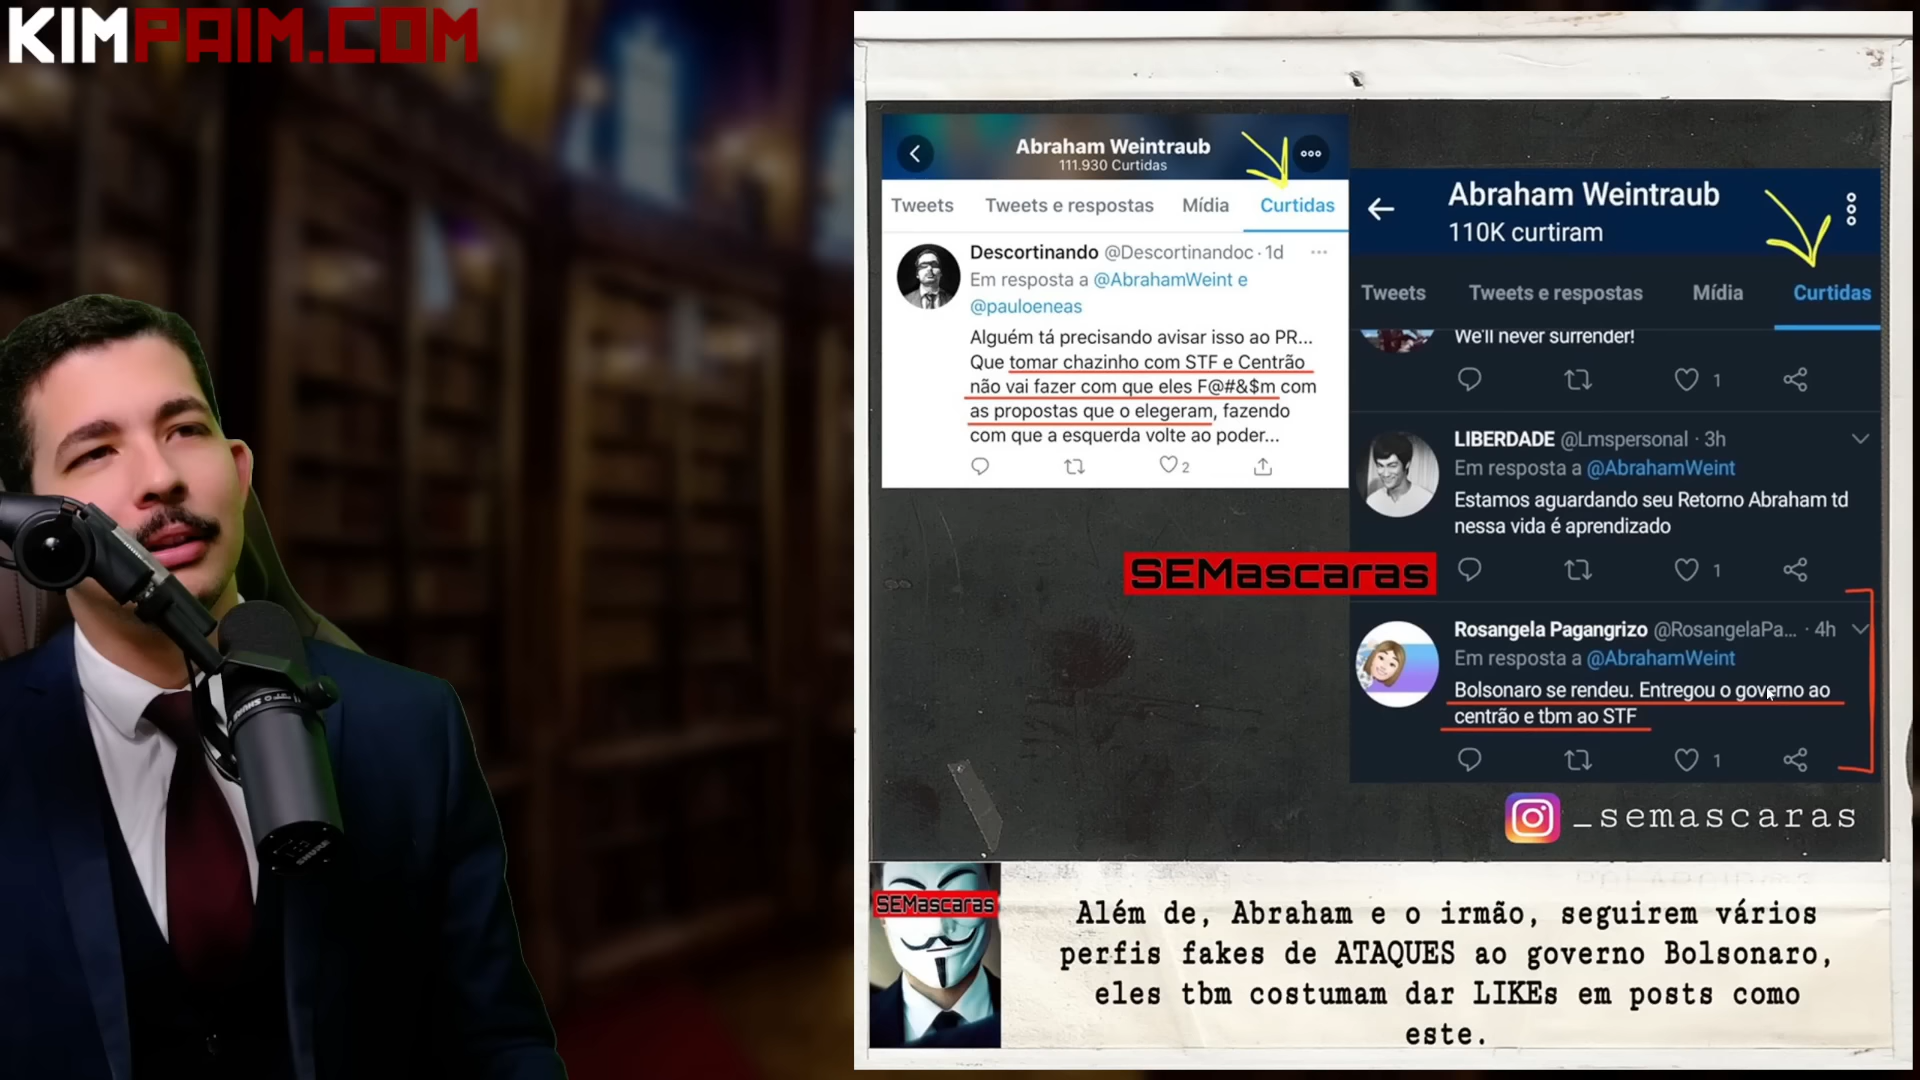 KIMPAIM.COM
Abraham Weintraub
111.930 Curtidas
Tweets
Tweets e respostas
Mídia
Curtidas
Descortinando @Descortinandoc · 1d
Em resposta a @AbrahamWeint e
@pauloeneas
Alguém tá precisando avisar isso ao PR...
Que tomar chazinho com STF e Centrão
não vai fazer com que eles F@#&$m com
as propostas que o elegeram, fazendo
com que a esquerda volte ao poder...
2
Abraham Weintraub
110K curtiram
Tweets
Tweets e respostas
Mídia
Curtidas
We'll never surrender!
1
LIBERDADE @Lmspersonal · 3h
Em resposta a @AbrahamWeint
Estamos aguardando seu Retorno Abraham td
nessa vida é aprendizado
1
SEMascaras
Rosangela Pagangrizo @RosangelaPa... · 4h
Em resposta a @AbrahamWeint
Bolsonaro se rendeu. Entregou o governo ao
centrão e tbm ao STF
1
_semascaras
SEMascaras
Além de, Abraham e o irmão, seguirem vários
perfis fakes de ATAQUES ao governo Bolsonaro,
eles tbm costumam dar LIKEs em posts como
este.